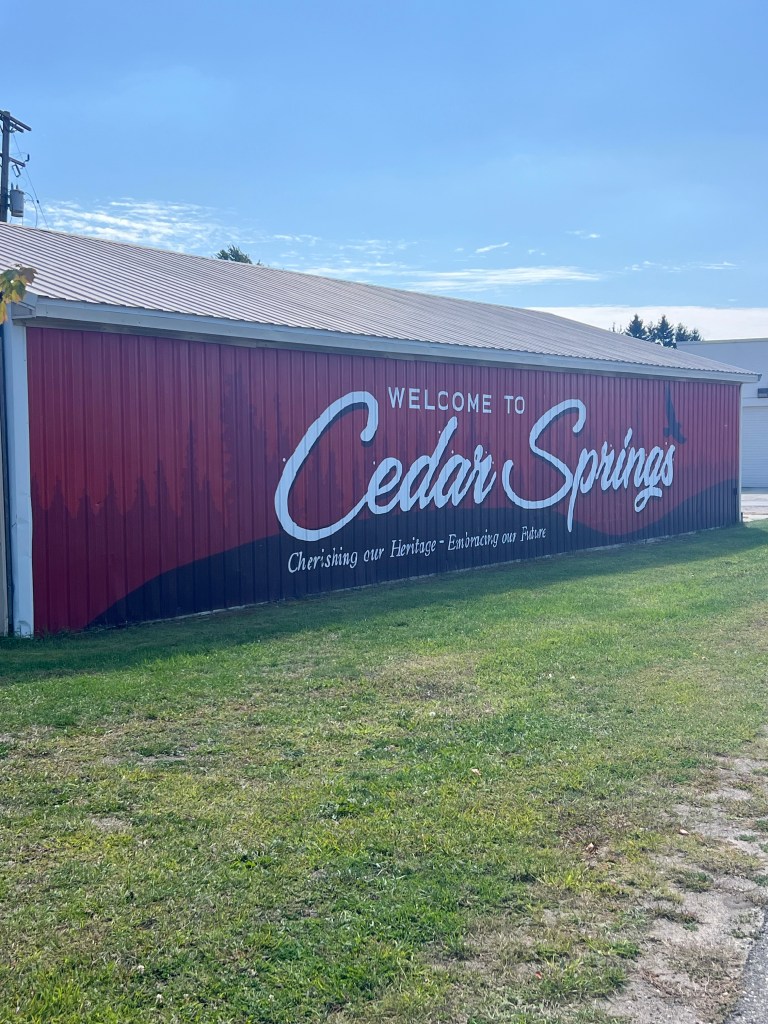 WELCOME TO
Cedar Springs
Cherishing our Heritage - Embracing our Future